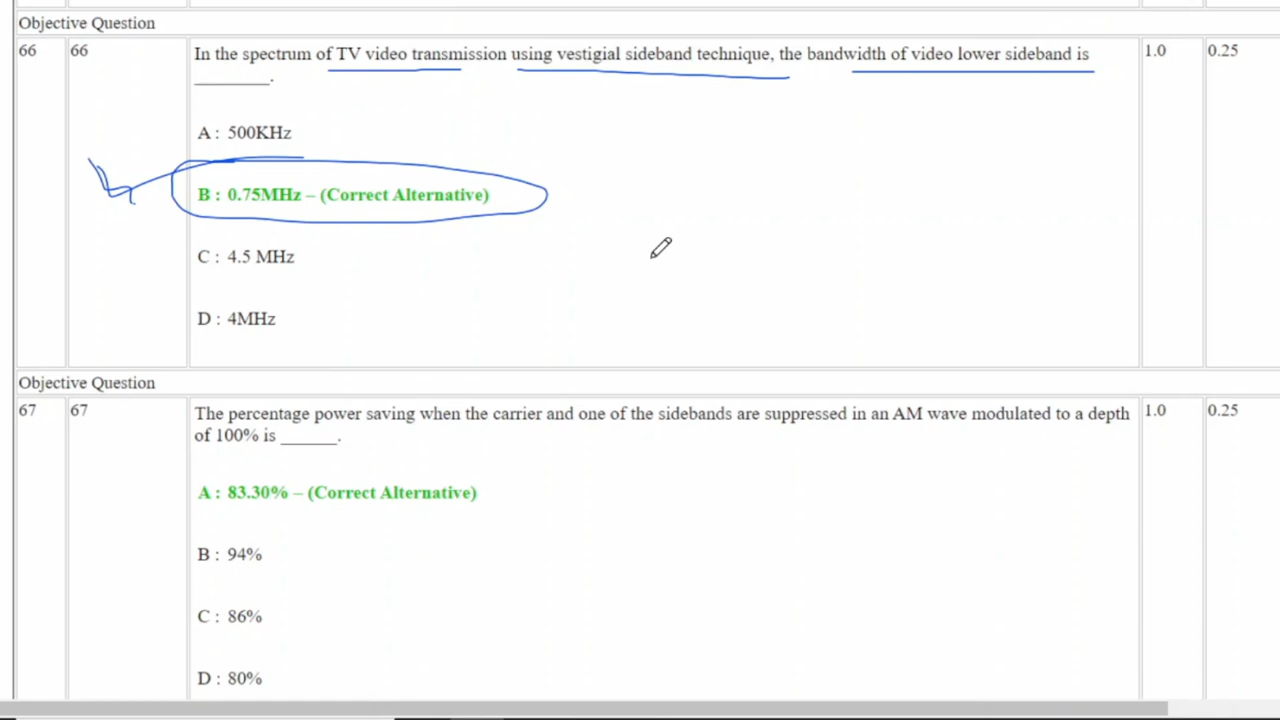 Objective Question
66 66 In the spectrum of TV video transmission using vestigial sideband technique, the bandwidth of video lower sideband is 1.0 0.25
________.
A : 500KHz
B : 0.75MHz – (Correct Alternative)
C : 4.5 MHz
D : 4MHz
Objective Question
67 67 The percentage power saving when the carrier and one of the sidebands are suppressed in an AM wave modulated to a depth 1.0 0.25
of 100% is ______.
A : 83.30% – (Correct Alternative)
B : 94%
C : 86%
D : 80%